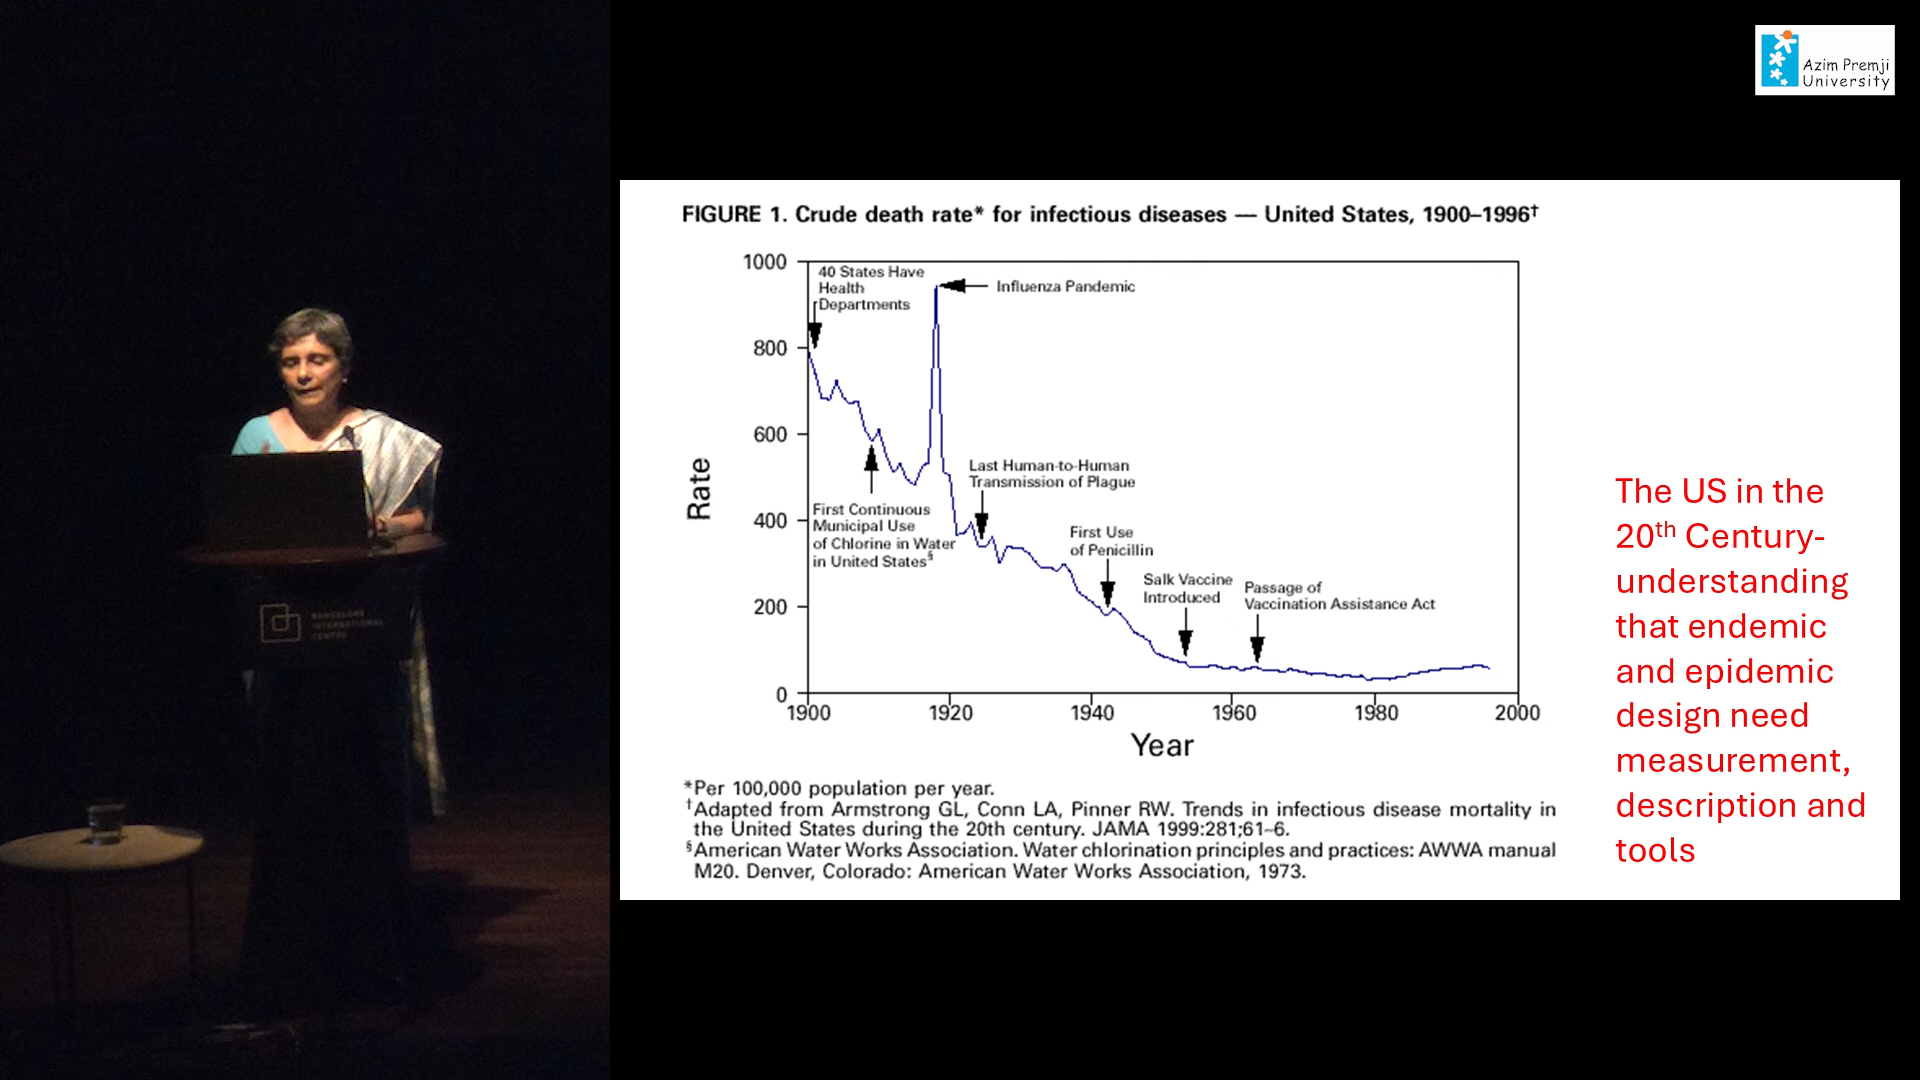 Azim Premji
University
FIGURE 1. Crude death rate* for infectious diseases — United States, 1900–1996†
1000
800
600
400
200
0
Rate
40 States Have
Health
Departments
Influenza Pandemic
First Continuous
Municipal Use
of Chlorine in Water
in United States§
Last Human-to-Human
Transmission of Plague
First Use
of Penicillin
Salk Vaccine
Introduced
Passage of
Vaccination Assistance Act
1900 1920 1940 1960 1980 2000
Year
*Per 100,000 population per year.
†Adapted from Armstrong GL, Conn LA, Pinner RW. Trends in infectious disease mortality in
the United States during the 20th century. JAMA 1999:281;61–6.
§American Water Works Association. Water chlorination principles and practices: AWWA manual
M20. Denver, Colorado: American Water Works Association, 1973.
The US in the
20th Century-
understanding
that endemic
and epidemic
design need
measurement,
description and
tools
BANGALORE
INTERNATIONAL
CENTRE